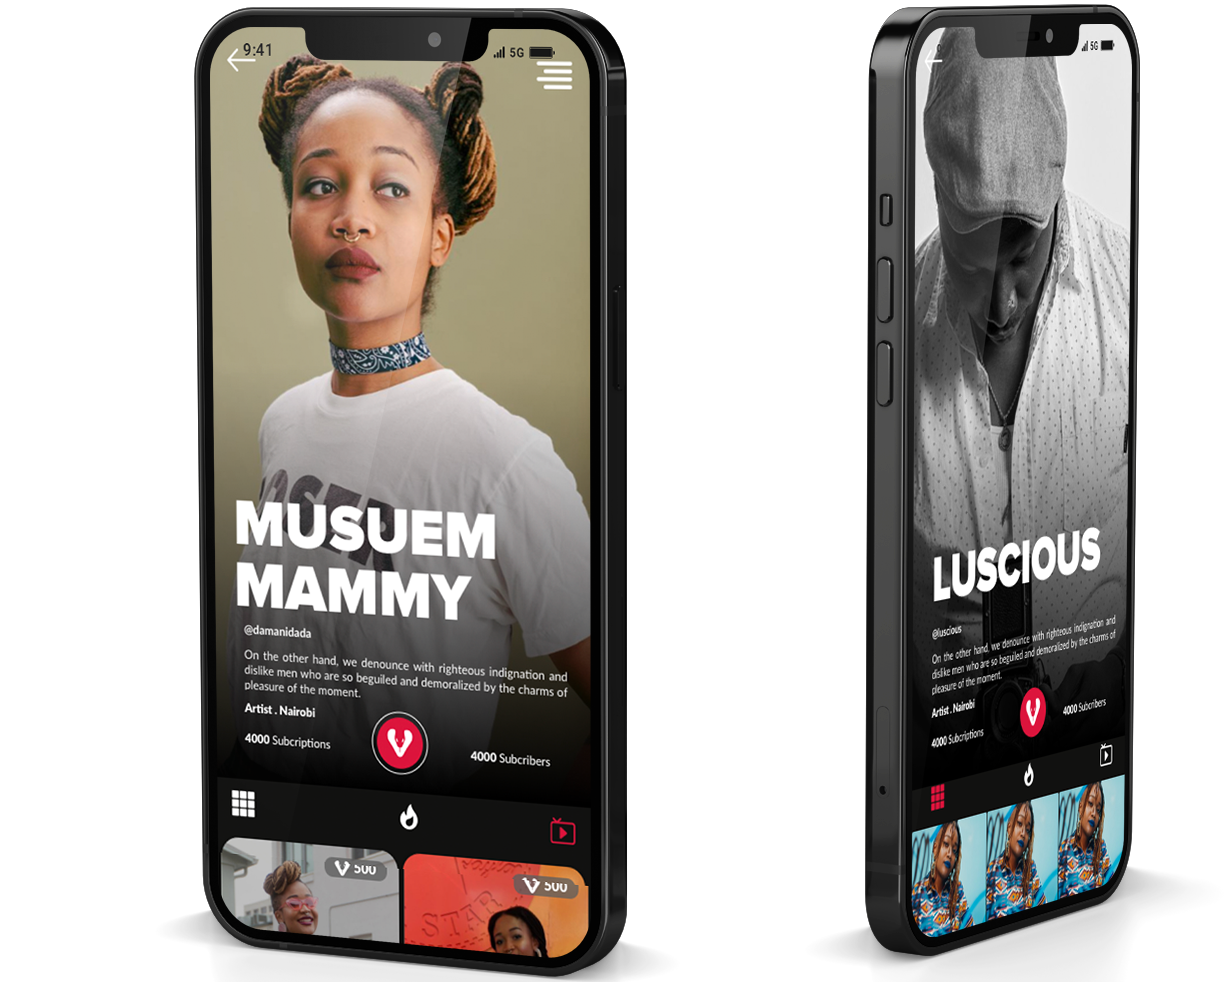 9:41
5G
MUSUEM
MAMMY
@damanidada
On the other hand, we denounce with righteous indignation and
dislike men who are so beguiled and demoralized by the charms of
pleasure of the moment.
Artist . Nairobi
4000 Subcriptions
4000 Subcribers
500
500
STAR
5G
LUSCIOUS
@luscious
On the other hand, we denounce with righteous indignation and
dislike men who are so beguiled and demoralized by the charms of
pleasure of the moment.
Artist . Nairobi
4000 Subcriptions
4000 Subcribers